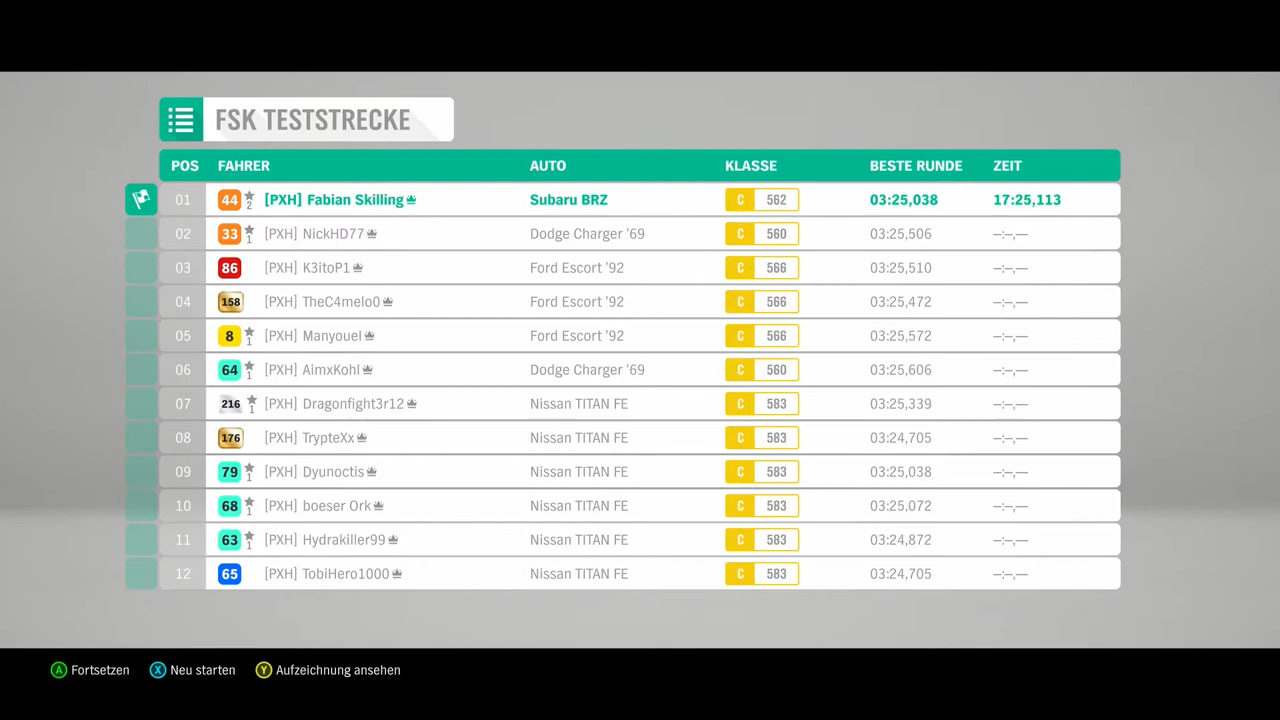 FSK TESTSTRECKE
POS FAHRER AUTO KLASSE BESTE RUNDE ZEIT
01 44 2 [PXH] Fabian Skilling Subaru BRZ C 562 03:25,038 17:25,113
02 33 1 [PXH] NickHD77 Dodge Charger '69 C 560 03:25,506 --:--,---
03 86 [PXH] K3itoP1 Ford Escort '92 C 566 03:25,510 --:--,---
04 158 [PXH] TheC4melo0 Ford Escort '92 C 566 03:25,472 --:--,---
05 8 1 [PXH] Manyouel Ford Escort '92 C 566 03:25,572 --:--,---
06 64 1 [PXH] AimxKohl Dodge Charger '69 C 560 03:25,606 --:--,---
07 216 1 [PXH] Dragonfight3r12 Nissan TITAN FE C 583 03:25,339 --:--,---
08 176 [PXH] TrypteXx Nissan TITAN FE C 583 03:24,705 --:--,---
09 79 1 [PXH] Dyunoctis Nissan TITAN FE C 583 03:25,038 --:--,---
10 68 1 [PXH] boeser Ork Nissan TITAN FE C 583 03:25,072 --:--,---
11 63 1 [PXH] Hydrakiller99 Nissan TITAN FE C 583 03:24,872 --:--,---
12 65 [PXH] TobiHero1000 Nissan TITAN FE C 583 03:24,705 --:--,---
A Fortsetzen X Neu starten Y Aufzeichnung ansehen